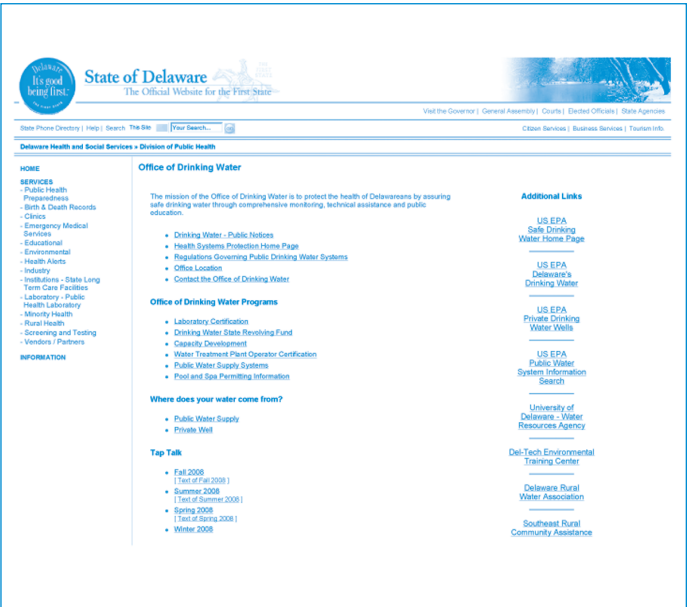 Delaware
It's good
being first.
State of Delaware
The Official Website for the First State
Visit the Governor | General Assembly | Courts | Elected Officials | State Agencies
State Phone Directory | Help | Search This Site Your Search...
Citizen Services | Business Services | Tourism Info.
Delaware Health and Social Services » Division of Public Health
HOME
SERVICES
- Public Health
Preparedness
- Birth & Death Records
- Clinics
- Emergency Medical
Services
- Educational
- Environmental
- Health Alerts
- Industry
- Institutions - State Long
Term Care Facilities
- Laboratory - Public
Health Laboratory
- Minority Health
- Rural Health
- Screening and Testing
- Vendors / Partners
INFORMATION
Office of Drinking Water
The mission of the Office of Drinking Water is to protect the health of Delawareans by assuring
safe drinking water through comprehensive monitoring, technical assistance and public
education.
• Drinking Water - Public Notices
• Health Systems Protection Home Page
• Regulations Governing Public Drinking Water Systems
• Office Location
• Contact the Office of Drinking Water
Office of Drinking Water Programs
• Laboratory Certification
• Drinking Water State Revolving Fund
• Capacity Development
• Water Treatment Plant Operator Certification
• Public Water Supply Systems
• Pool and Spa Permitting Information
Where does your water come from?
• Public Water Supply
• Private Well
Tap Talk
• Fall 2008
[ Text of Fall 2008 ]
• Summer 2008
[ Text of Summer 2008 ]
• Spring 2008
[ Text of Spring 2008 ]
• Winter 2008
Additional Links
US EPA
Safe Drinking
Water Home Page
US EPA
Delaware's
Drinking Water
US EPA
Private Drinking
Water Wells
US EPA
Public Water
System Information
Search
University of
Delaware - Water
Resources Agency
Del-Tech Environmental
Training Center
Delaware Rural
Water Association
Southeast Rural
Community Assistance